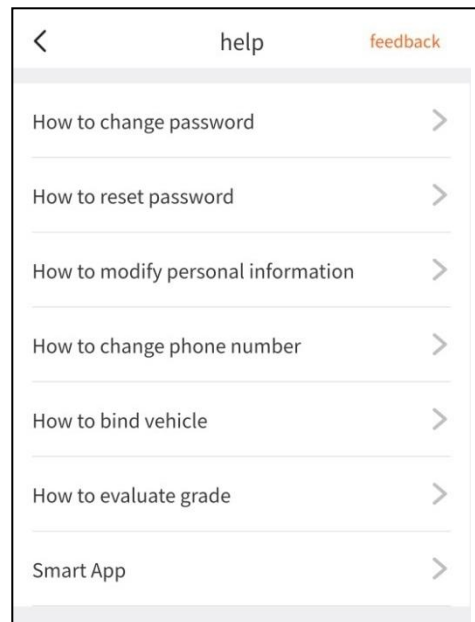 help
feedback
How to change password
How to reset password
How to modify personal information
How to change phone number
How to bind vehicle
How to evaluate grade
Smart App